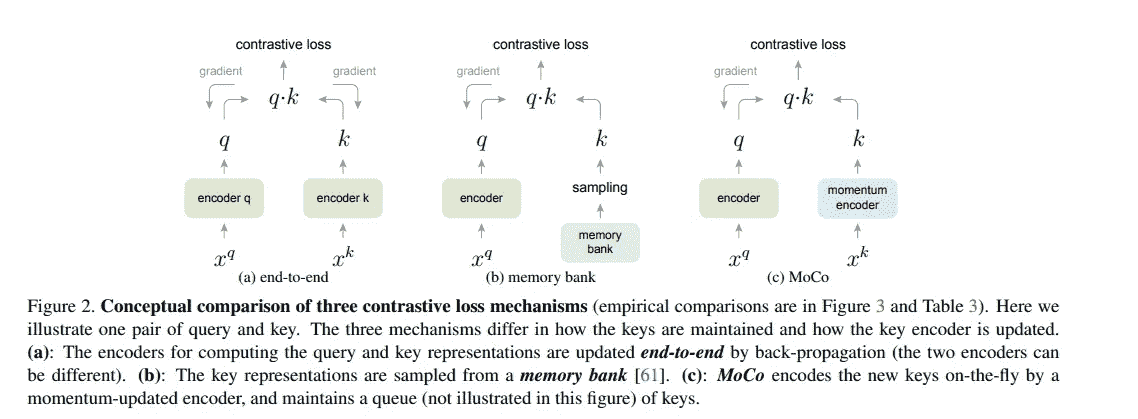 contrastive loss contrastive loss contrastive loss
gradient gradient gradient gradient
q·k q·k q·k
q k q k q k
encoder q encoder k encoder sampling encoder momentum encoder
memory bank
x^q x^k x^q x^q x^k
(a) end-to-end (b) memory bank (c) MoCo
Figure 2. Conceptual comparison of three contrastive loss mechanisms (empirical comparisons are in Figure 3 and Table 3). Here we
illustrate one pair of query and key. The three mechanisms differ in how the keys are maintained and how the key encoder is updated.
(a): The encoders for computing the query and key representations are updated end-to-end by back-propagation (the two encoders can
be different). (b): The key representations are sampled from a memory bank [61]. (c): MoCo encodes the new keys on-the-fly by a
momentum-updated encoder, and maintains a queue (not illustrated in this figure) of keys.